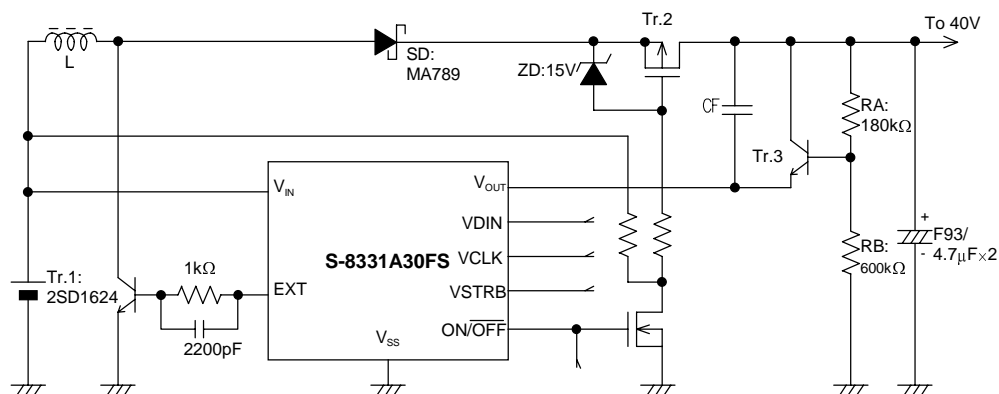 Tr.2
To 40V
L
SD:
MA789
ZD:15V
CF
RA:
180kΩ
Tr.3
VIN
VOUT
VDIN
S-8331A30FS
VCLK
VSTRB
ON/OFF
EXT
VSS
Tr.1:
2SD1624
1kΩ
2200pF
RB:
600kΩ
+
F93/
4.7μF×2
-